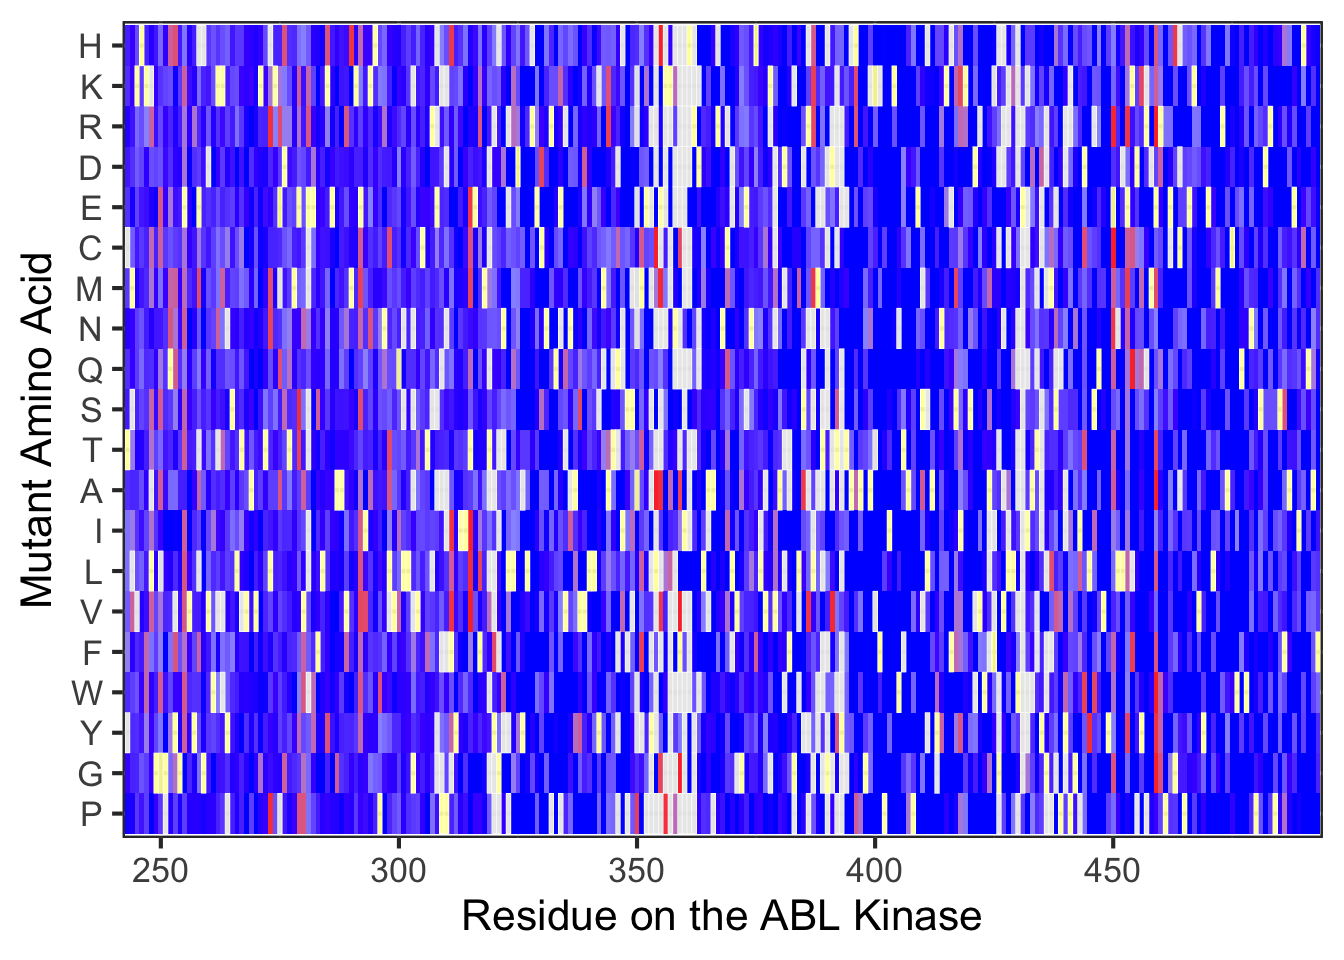 Mutant Amino Acid
H
K
R
D
E
C
M
N
Q
S
T
A
I
L
V
F
W
Y
G
P
250 300 350 400 450
Residue on the ABL Kinase